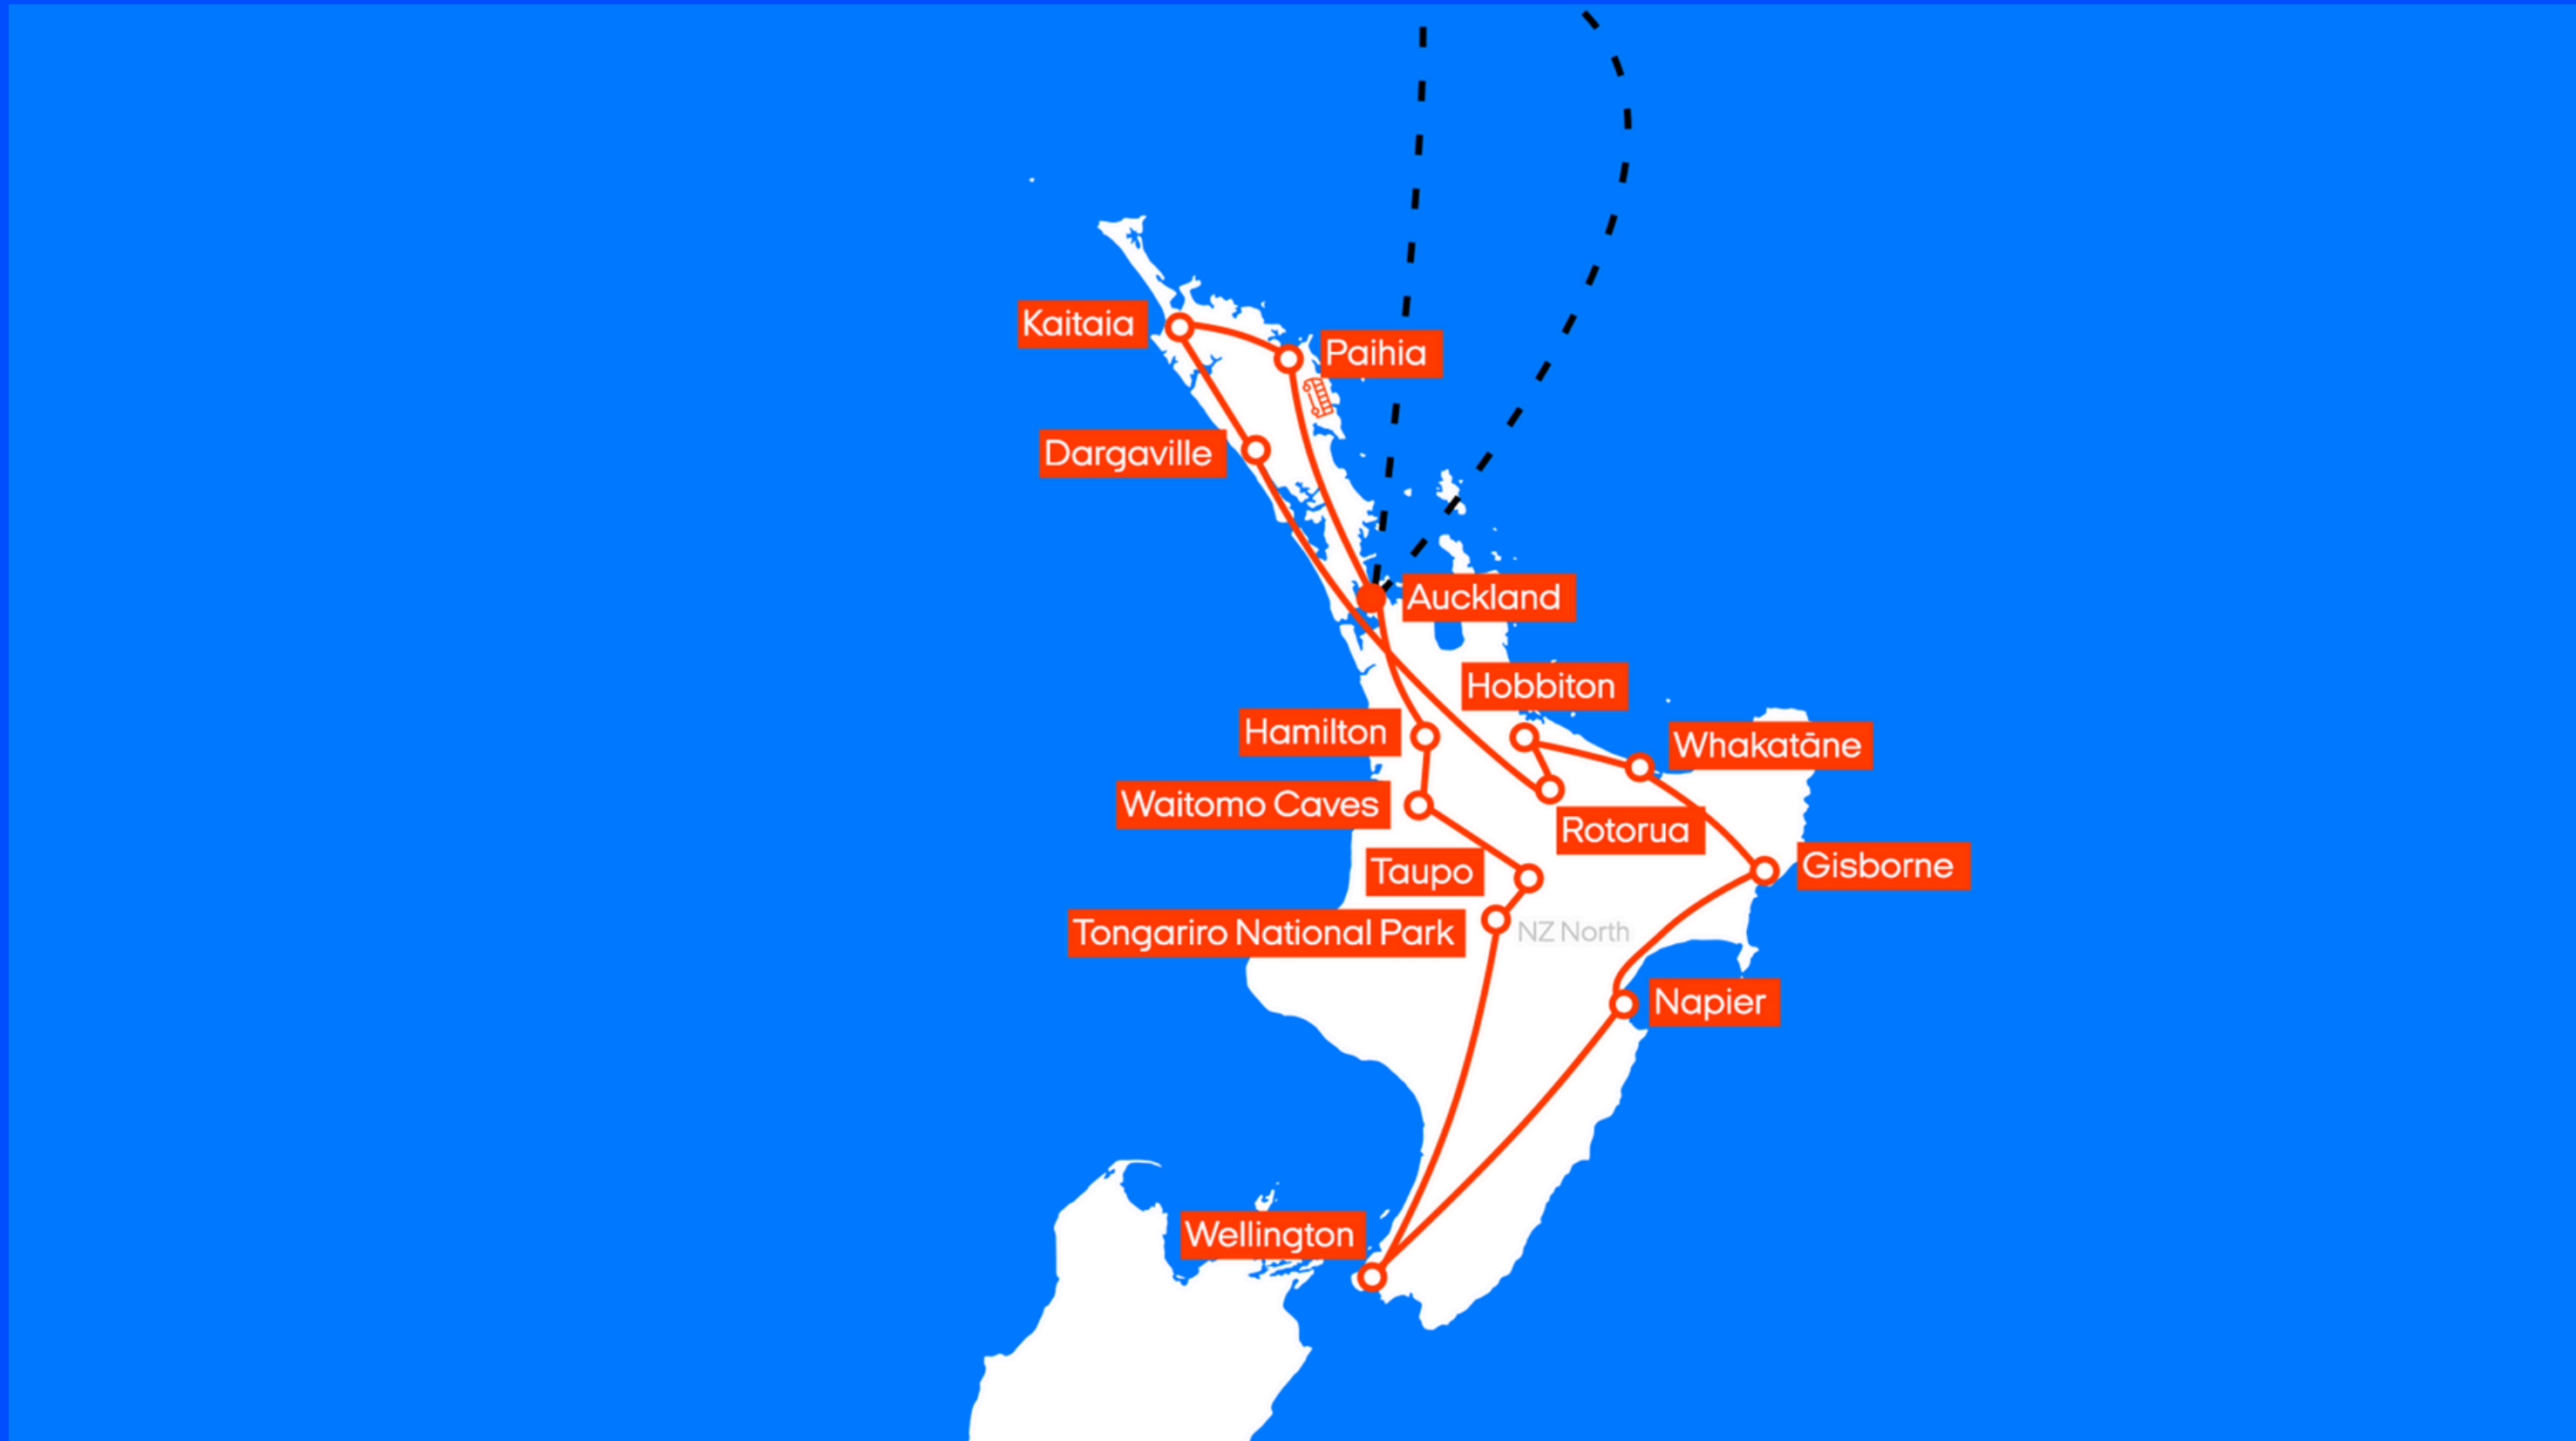 Kaitaia
Paihia
Dargaville
Auckland
Hobbiton
Hamilton
Whakatāne
Waitomo Caves
Rotorua
Gisborne
Taupo
Tongariro National Park
NZ North
Napier
Wellington